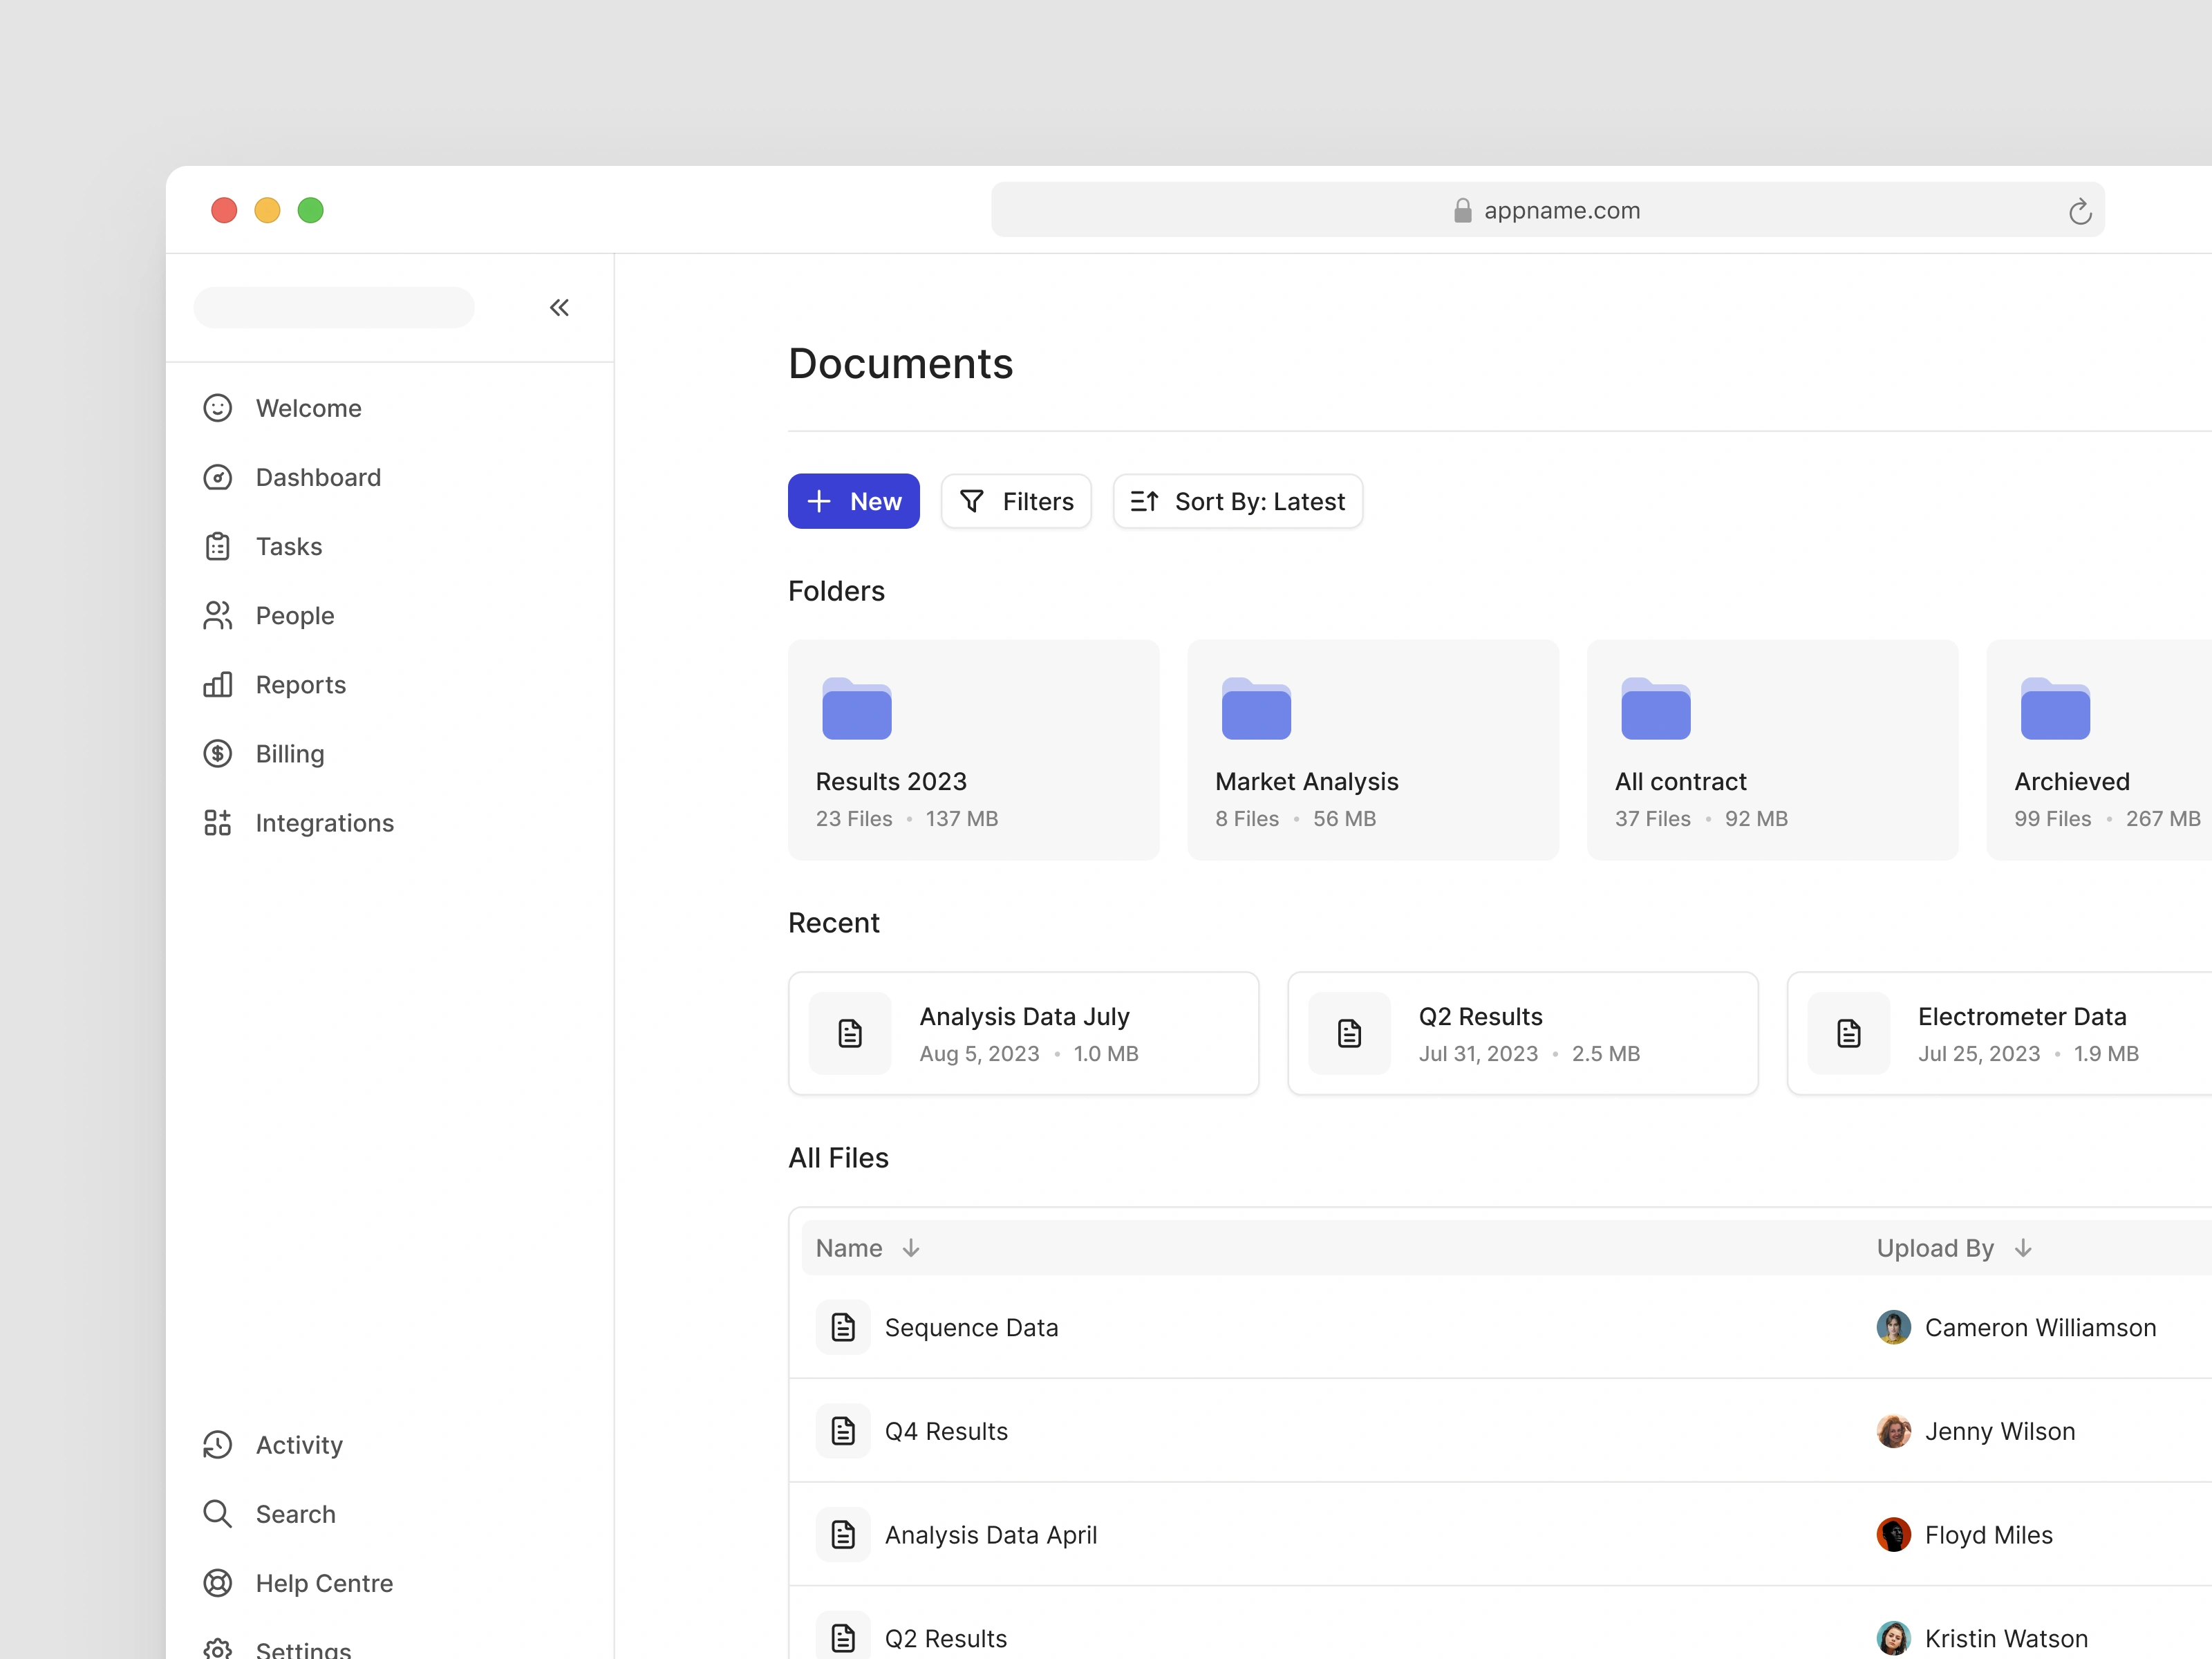 appname.com
Welcome
Dashboard
Tasks
People
Reports
Billing
Integrations
Activity
Search
Help Centre
Settings
Documents
New
Filters
Sort By: Latest
Folders
Results 2023
23 Files • 137 MB
Market Analysis
8 Files • 56 MB
All contract
37 Files • 92 MB
Archieved
99 Files • 267 MB
Recent
Analysis Data July
Aug 5, 2023 • 1.0 MB
Q2 Results
Jul 31, 2023 • 2.5 MB
Electrometer Data
Jul 25, 2023 • 1.9 MB
All Files
Name Upload By
Sequence Data Cameron Williamson
Q4 Results Jenny Wilson
Analysis Data April Floyd Miles
Q2 Results Kristin Watson